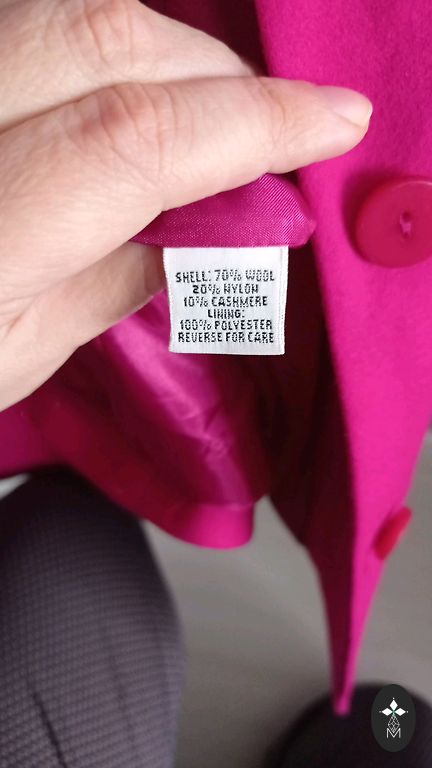 SHELL: 70% WOOL
20% NYLON
10% CASHMERE
LINING:
100% POLYESTER
REVERSE FOR CARE
M